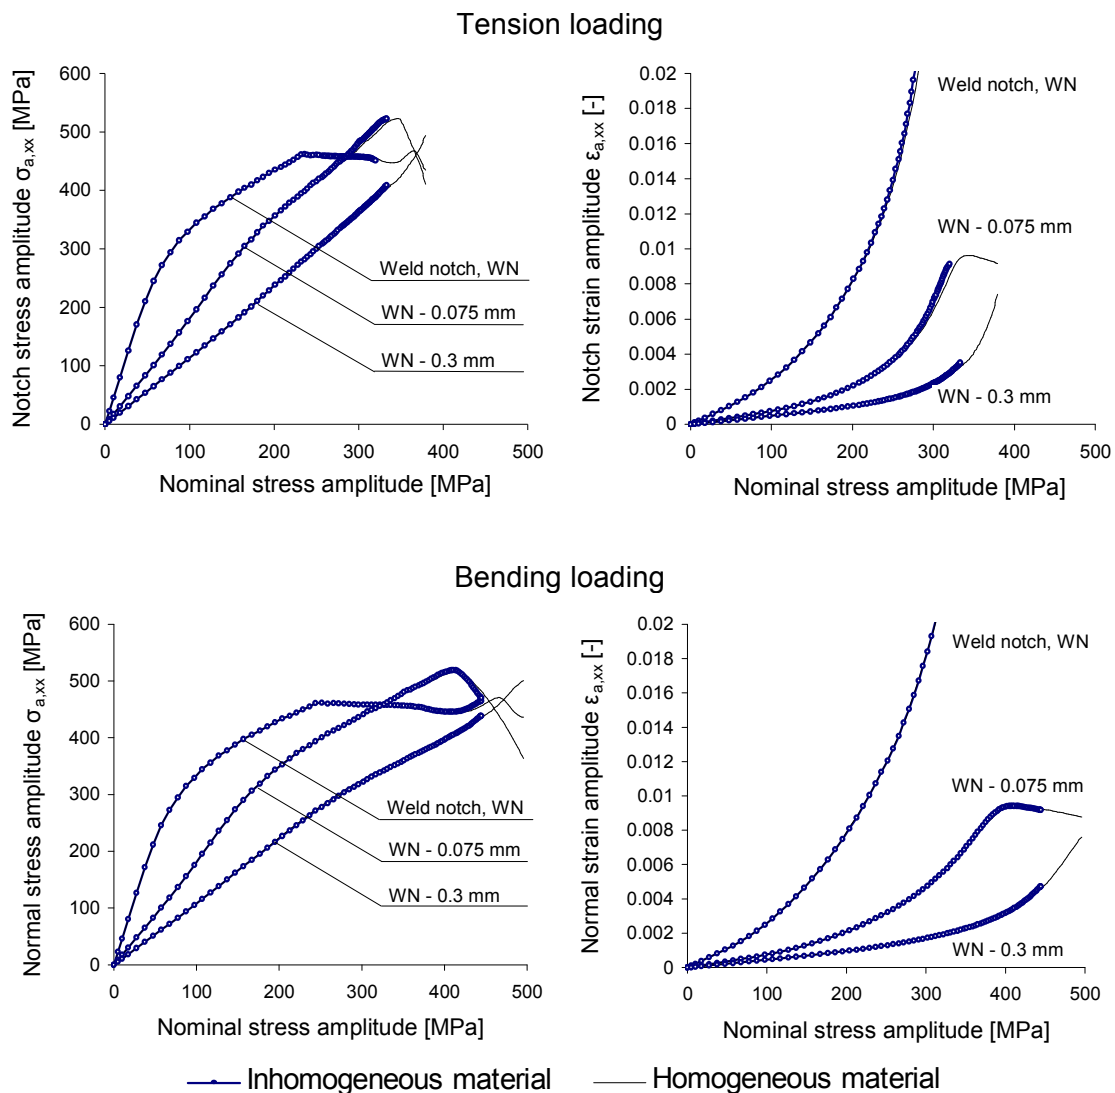 Tension loading
Notch stress amplitude σa,xx [MPa]
600
500
400
300
200
100
0
0 100 200 300 400 500
Nominal stress amplitude [MPa]
Weld notch, WN
WN - 0.075 mm
WN - 0.3 mm
Notch strain amplitude εa,xx [-]
0.02
0.018
0.016
0.014
0.012
0.01
0.008
0.006
0.004
0.002
0
0 100 200 300 400 500
Nominal stress amplitude [MPa]
Weld notch, WN
WN - 0.075 mm
WN - 0.3 mm
Bending loading
Normal stress amplitude σa,xx [MPa]
600
500
400
300
200
100
0
0 100 200 300 400 500
Nominal stress amplitude [MPa]
Weld notch, WN
WN - 0.075 mm
WN - 0.3 mm
Normal strain amplitude εa,xx [-]
0.02
0.018
0.016
0.014
0.012
0.01
0.008
0.006
0.004
0.002
0
0 100 200 300 400 500
Nominal stress amplitude [MPa]
Weld notch, WN
WN - 0.075 mm
WN - 0.3 mm
Inhomogeneous material
Homogeneous material